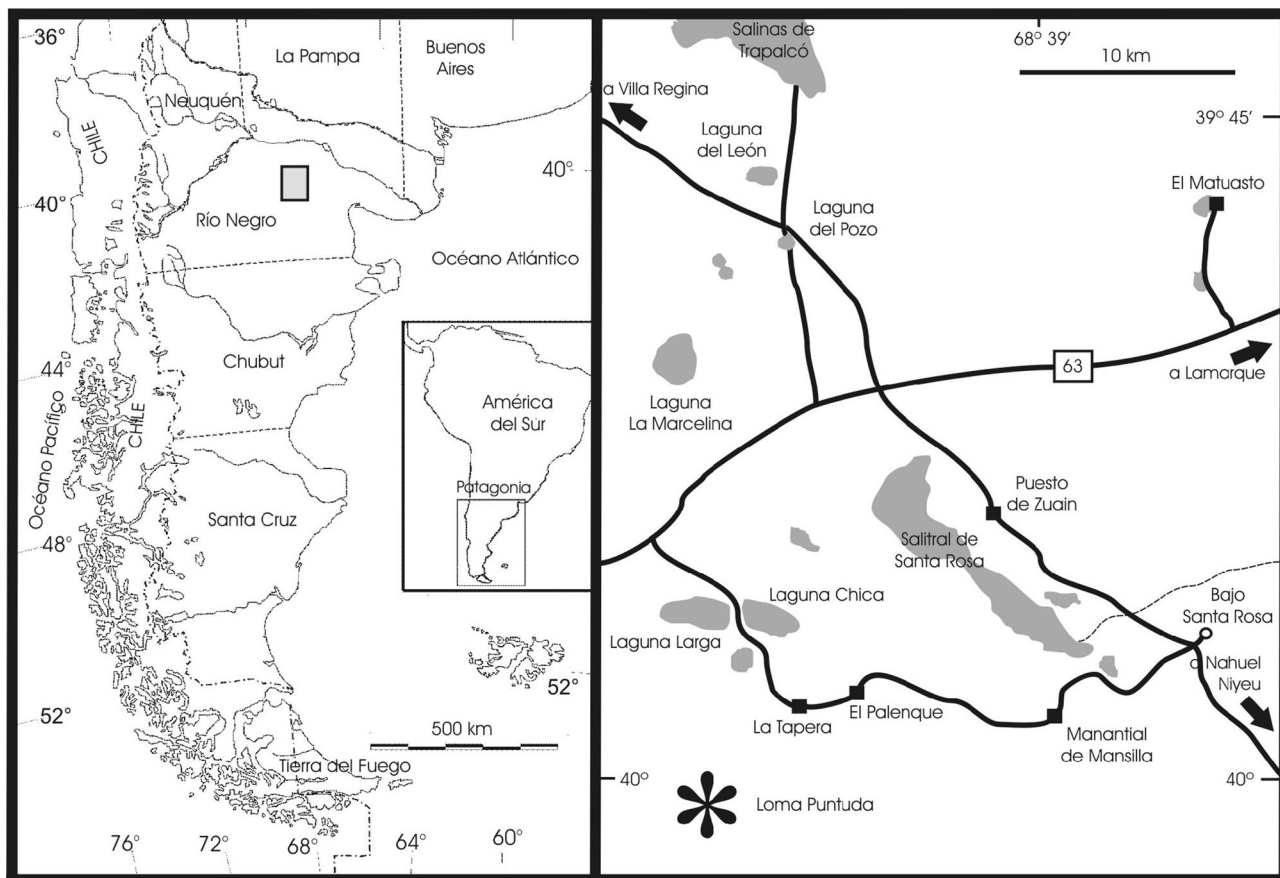 36°
La Pampa
Buenos
Aires
Neuquén
CHILE
40°
40°
Río Negro
Océano Atlántico
44°
Chubut
Océano Pacífico
CHILE
América
del Sur
Patagonia
Santa Cruz
48°
52°
52°
500 km
Tierra del Fuego
76°
72°
68°
64°
60°
Salinas de
Trapalcó
68° 39'
10 km
a Villa Regina
39° 45'
Laguna
del León
El Matuasto
Laguna
del Pozo
63
a Lamarque
Laguna
La Marcelina
Puesto
de Zuain
Salitral de
Santa Rosa
Laguna Chica
Bajo
Santa Rosa
Laguna Larga
a Nahuel
Niyeu
La Tapera
El Palenque
Manantial
de Mansilla
40°
40°
Loma Puntuda